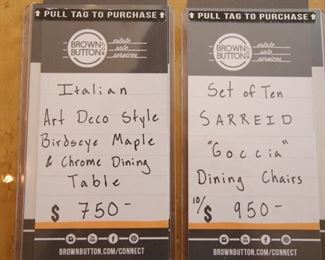 PULL TAG TO PURCHASE
BROWN
BUTTON
estate
sale
services
Italian
Art Deco Style
Birdseye Maple
& Chrome Dining
Table
$ 750-
BROWNBUTTON.COM/CONNECT
PULL TAG TO PURCHASE
BROWN
BUTTON
estate
sale
services
Set of Ten
SARREID
"Goccia"
Dining Chairs
10/$ 950-
BROWNBUTTON.COM/CONNECT